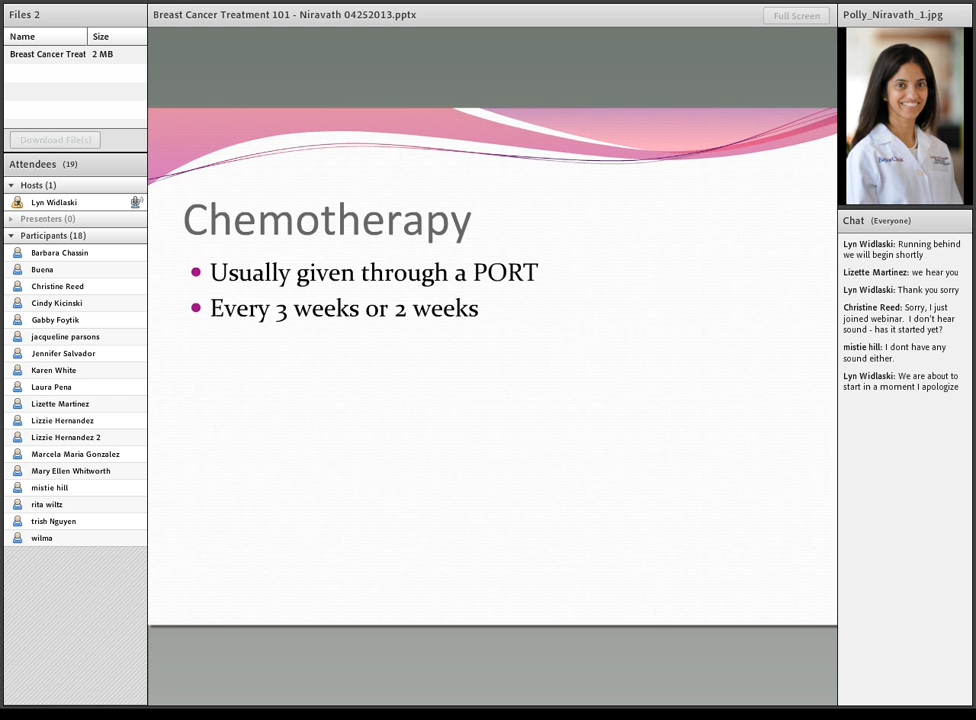 Files 2
Name Size
Breast Cancer Treat 2 MB
Download File(s)
Attendees (19)
Hosts (1)
Lyn Widlaski
Presenters (0)
Participants (18)
Barbara Chassin
Buena
Christine Reed
Cindy Kicinski
Gabby Foytik
jacqueline parsons
Jennifer Salvador
Karen White
Laura Pena
Lizette Martinez
Lizzie Hernandez
Lizzie Hernandez 2
Marcela Maria Gonzalez
Mary Ellen Whitworth
mistie hill
rita wiltz
trish Nguyen
wilma
Breast Cancer Treatment 101 - Niravath 04252013.pptx
Full Screen
Chemotherapy
Usually given through a PORT
Every 3 weeks or 2 weeks
Polly_Niravath_1.jpg
Chat (Everyone)
Lyn Widlaski: Running behind
we will begin shortly
Lizette Martinez: we hear you
Lyn Widlaski: Thank you sorry
Christine Reed: Sorry, I just
joined webinar. I don't hear
sound - has it started yet?
mistie hill: I dont have any
sound either.
Lyn Widlaski: We are about to
start in a moment I apologize